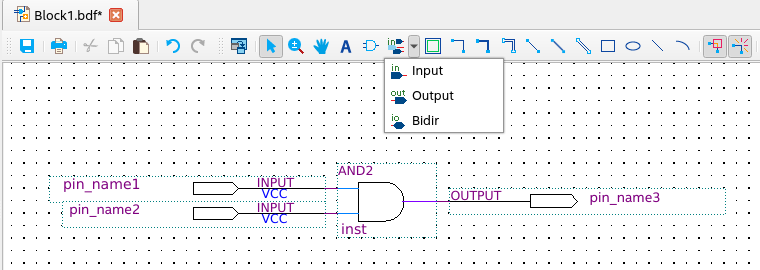 Block1.bdf*
A
in
Input
out
Output
io
Bidir
AND2
pin_name1 INPUT
VCC
OUTPUT pin_name3
pin_name2 INPUT
VCC
inst